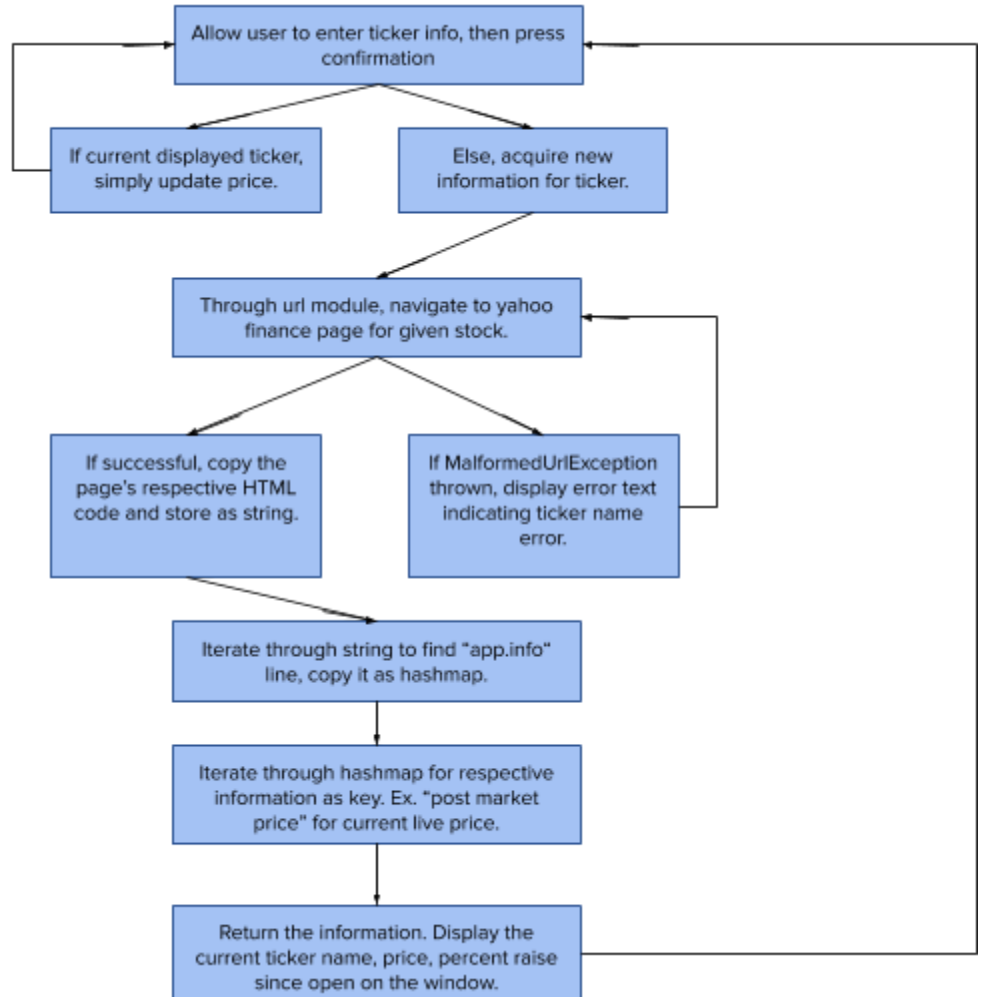 Allow user to enter ticker info, then press
confirmation
If current displayed ticker,
simply update price.
Else, acquire new
information for ticker.
Through url module, navigate to yahoo
finance page for given stock.
If successful, copy the
page's respective HTML
code and store as string.
If MalformedUrlException
thrown, display error text
indicating ticker name
error.
Iterate through string to find “app.info“
line, copy it as hashmap.
Iterate through hashmap for respective
information as key. Ex. “post market
price” for current live price.
Return the information. Display the
current ticker name, price, percent raise
since open on the window.